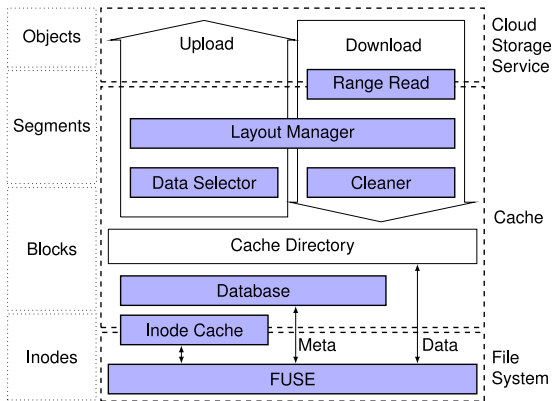 Objects
Upload
Download
Cloud
Storage
Service
Range Read
Segments
Layout Manager
Data Selector
Cleaner
Cache
Blocks
Cache Directory
Database
Inode Cache
Meta
Data
Inodes
FUSE
File
System